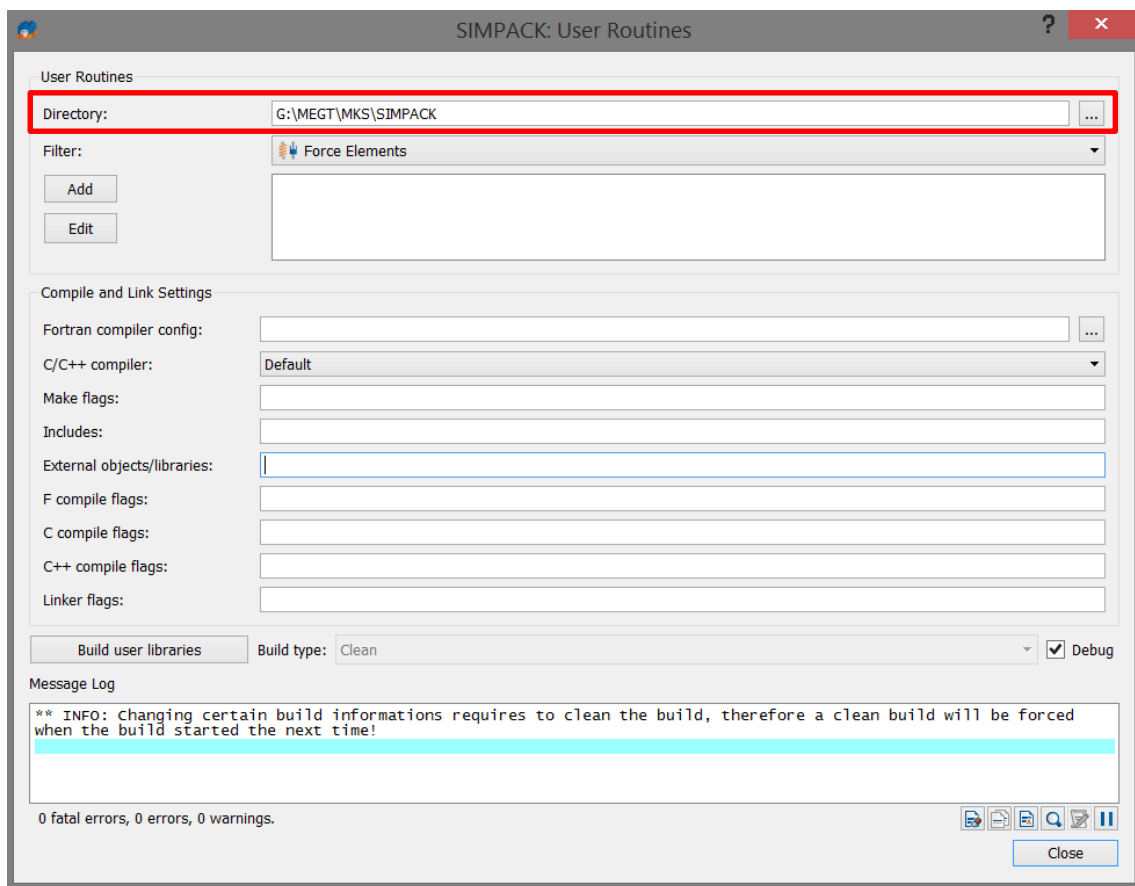 SIMPACK: User Routines
?
User Routines
Directory: G:\MEGT\MKS\SIMPACK ...
Filter: Force Elements
Add
Edit
Compile and Link Settings
Fortran compiler config: ...
C/C++ compiler: Default
Make flags:
Includes:
External objects/libraries:
F compile flags:
C compile flags:
C++ compile flags:
Linker flags:
Build user libraries Build type: Clean Debug
Message Log
** INFO: Changing certain build informations requires to clean the build, therefore a clean build will be forced
when the build started the next time!
0 fatal errors, 0 errors, 0 warnings.
Close